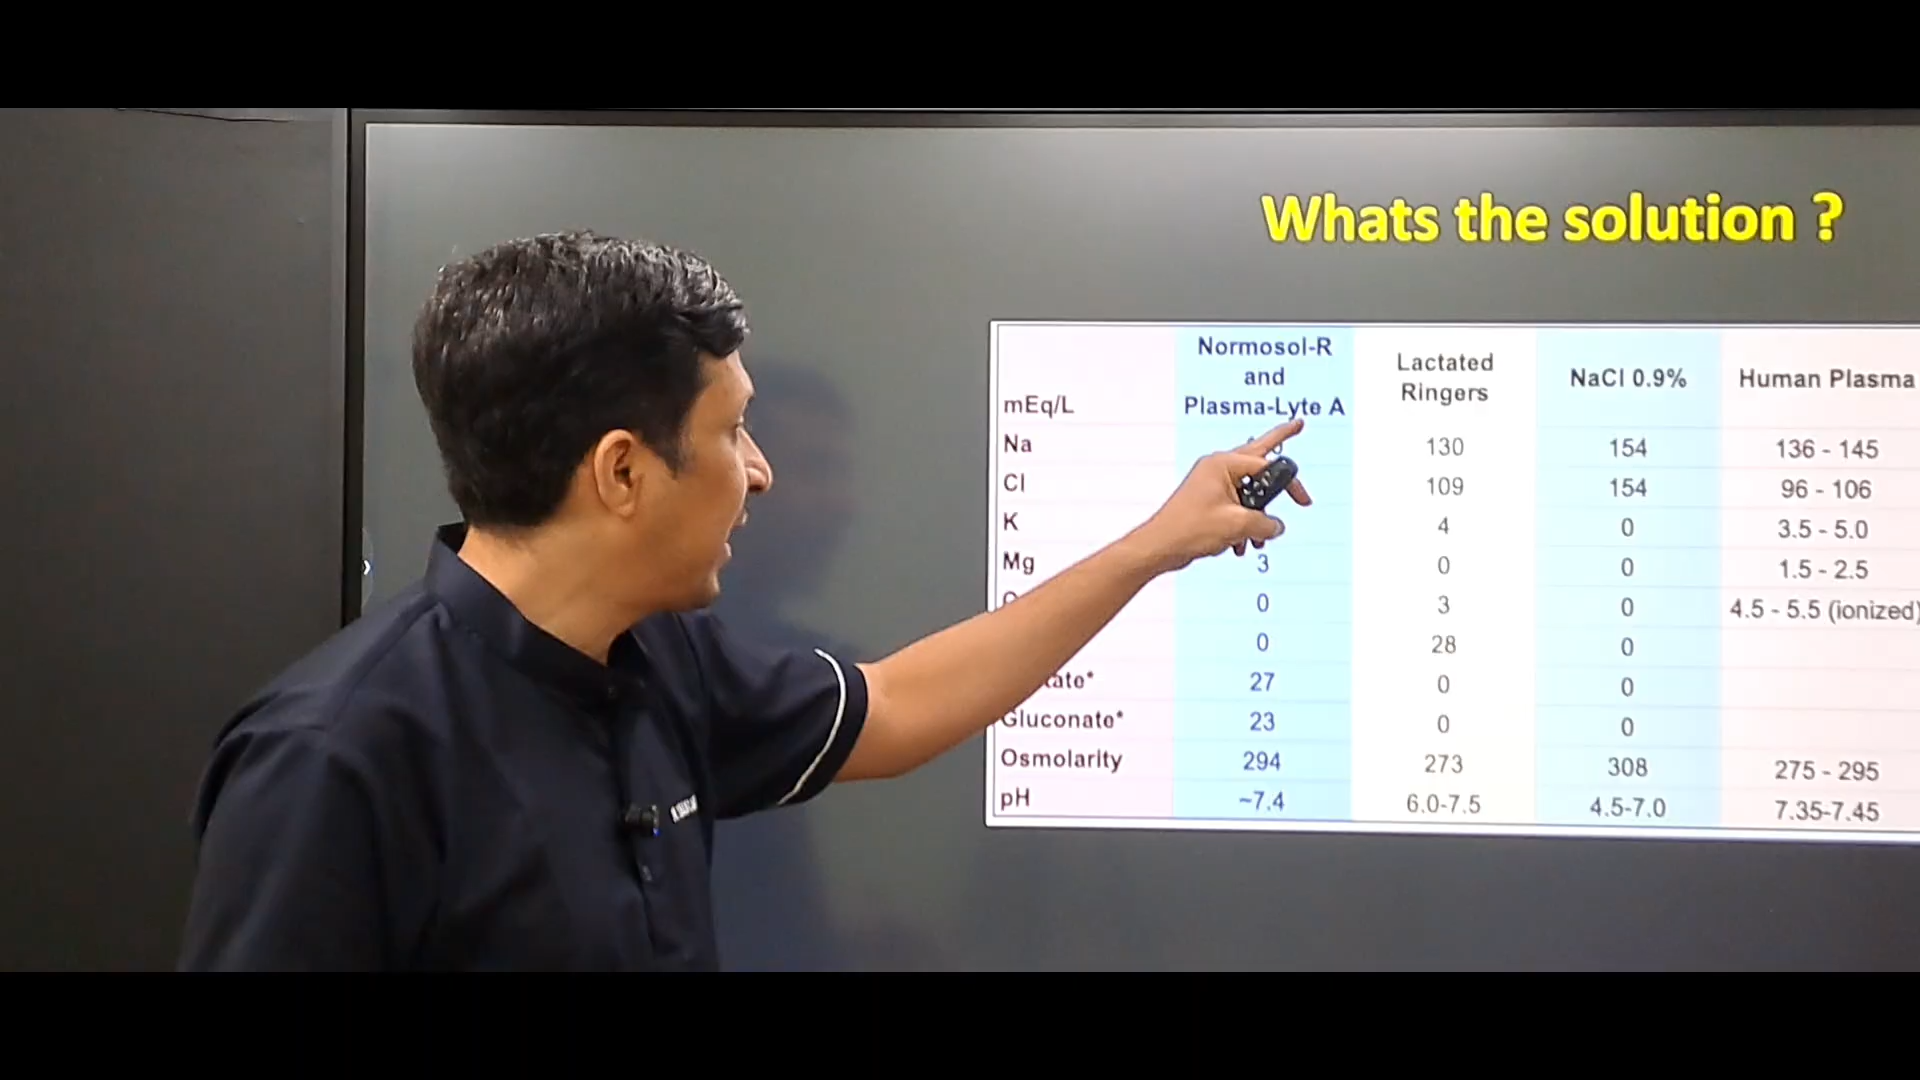 Whats the solution ?
mEq/L Normosol-R and Plasma-Lyte A Lactated Ringers NaCl 0.9% Human Plasma
Na 130 154 136 - 145
Cl 109 154 96 - 106
K 4 0 3.5 - 5.0
Mg 3 0 0 1.5 - 2.5
0 3 0 4.5 - 5.5 (ionized)
0 28 0
27 0 0
Gluconate* 23 0 0
Osmolarity 294 273 308 275 - 295
pH ~7.4 6.0-7.5 4.5-7.0 7.35-7.45